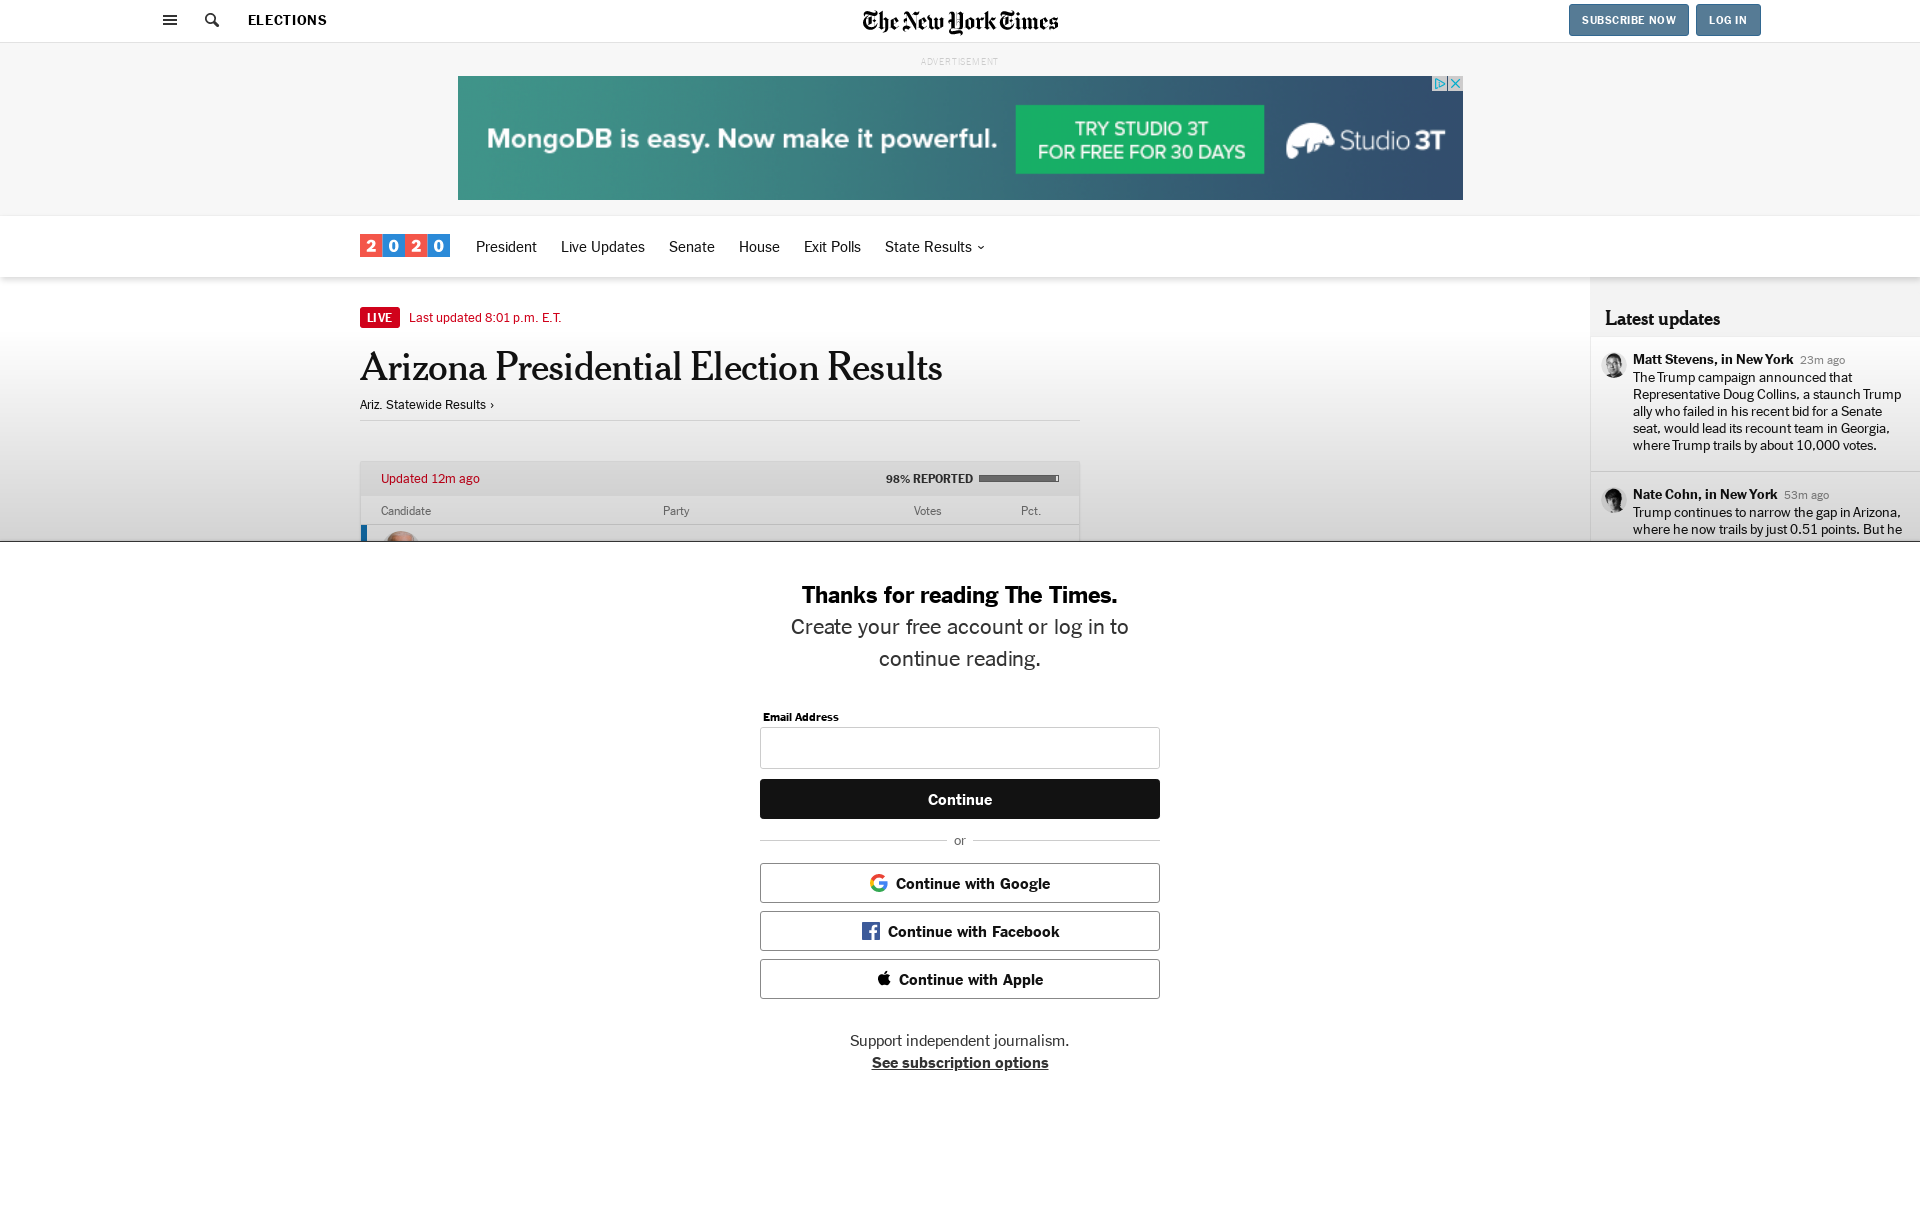 ELECTIONS
The New York Times
SUBSCRIBE NOW
LOG IN
ADVERTISEMENT
MongoDB is easy. Now make it powerful.
TRY STUDIO 3T
FOR FREE FOR 30 DAYS
Studio 3T
2020
President
Live Updates
Senate
House
Exit Polls
State Results
LIVE
Last updated 8:01 p.m. E.T.
Arizona Presidential Election Results
Ariz. Statewide Results ›
Updated 12m ago
98% REPORTED
Candidate
Party
Votes
Pct.
Latest updates
Matt Stevens, in New York 23m ago
The Trump campaign announced that
Representative Doug Collins, a staunch Trump
ally who failed in his recent bid for a Senate
seat, would lead its recount team in Georgia,
where Trump trails by about 10,000 votes.
Nate Cohn, in New York 53m ago
Trump continues to narrow the gap in Arizona,
where he now trails by just 0.51 points. But he
Thanks for reading The Times.
Create your free account or log in to
continue reading.
Email Address
Continue
or
Continue with Google
Continue with Facebook
Continue with Apple
Support independent journalism.
See subscription options